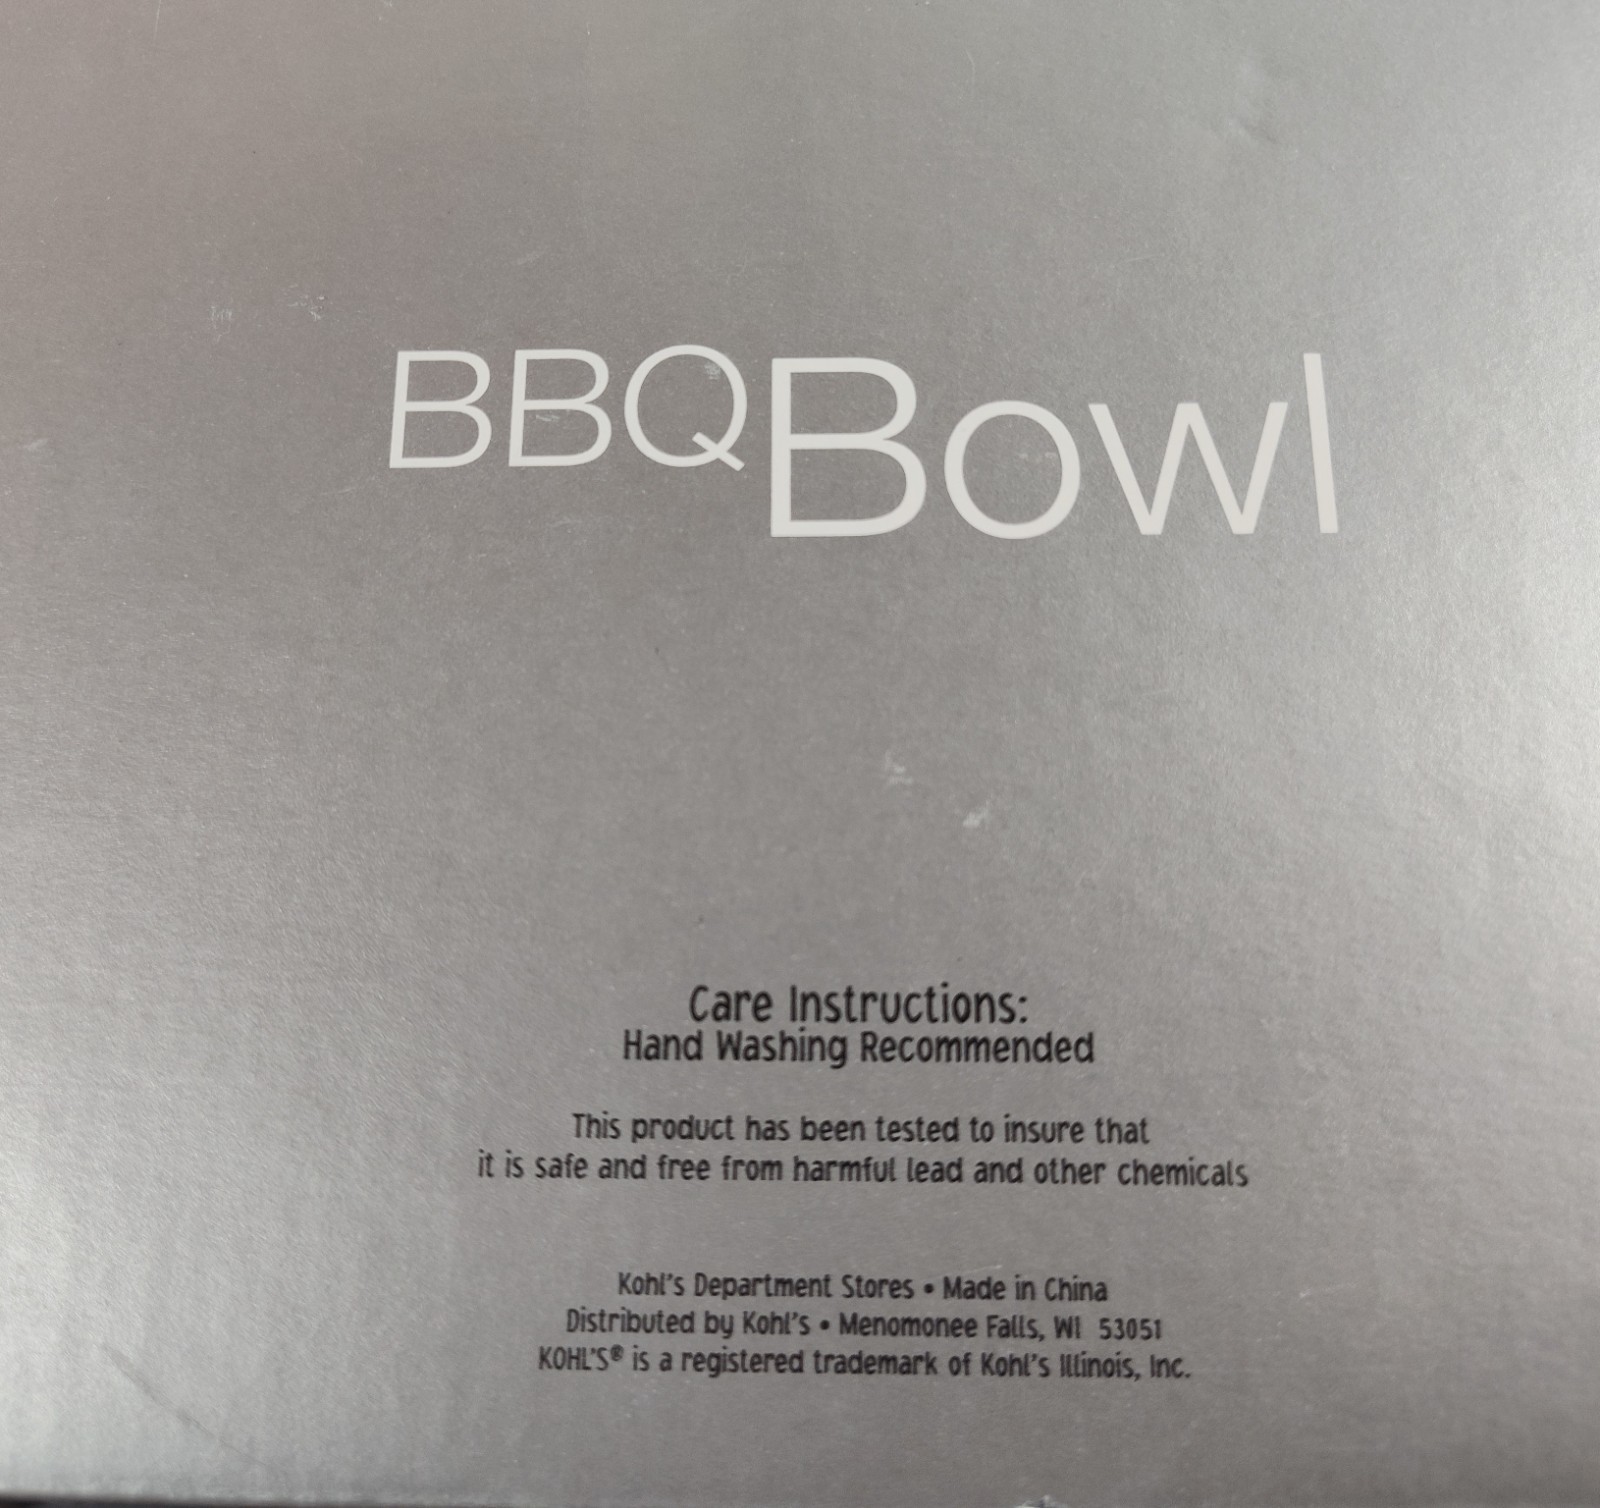 BBQ Bowl
Care Instructions:
Hand Washing Recommended
This product has been tested to insure that
it is safe and free from harmful lead and other chemicals
Kohl's Department Stores • Made in China
Distributed by Kohl's • Menomonee Falls, WI 53051
KOHL'S® is a registered trademark of Kohl's Illinois, Inc.